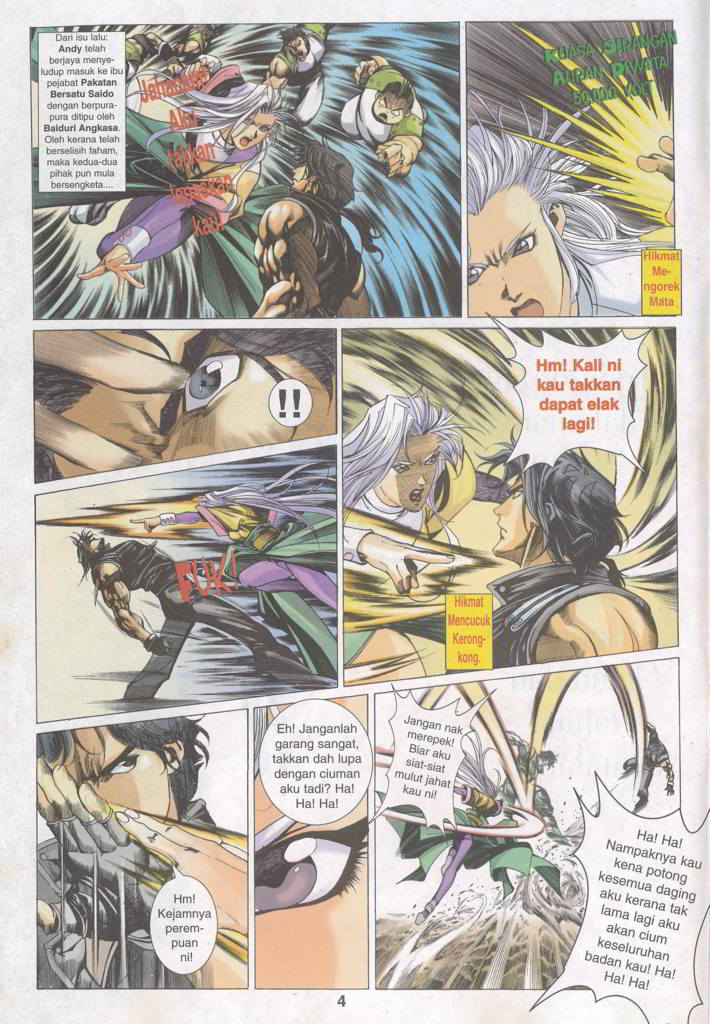 Dari isu lalu:
Andy telah
berjaya menye-
ludup masuk ke ibu
pejabat Pakatan
Bersatu Saido
dengan berpura-
pura ditipu oleh
Baiduri Angkasa.
Oleh kerana telah
berselisih faham,
maka kedua-dua
pihak pun mula
bersengketa....
Jahanam!
Aku
takkan
lepaskan
kau!
KUASA SIRANGAN
AURAN DIWATA
50,000 VOLT
Hikmat
Me-
ngorek
Mata
!!
Hm! Kali ni
kau takkan
dapat elak
lagi!
Hikmat
Mencucuk
Kerong-
kong.
BUK!
Hm!
Kejamnya
perem-
puan
ni!
Eh! Janganlah
garang sangat,
takkan dah lupa
dengan ciuman
aku tadi? Ha!
Ha! Ha!
Jangan nak
merepek!
Biar aku
siat-siat
mulut jahat
kau ni!
Ha! Ha!
Nampaknya kau
kena potong
kesemua daging
aku kerana tak
lama lagi aku
akan cium
keseluruhan
badan kau! Ha!
Ha! Ha!
4